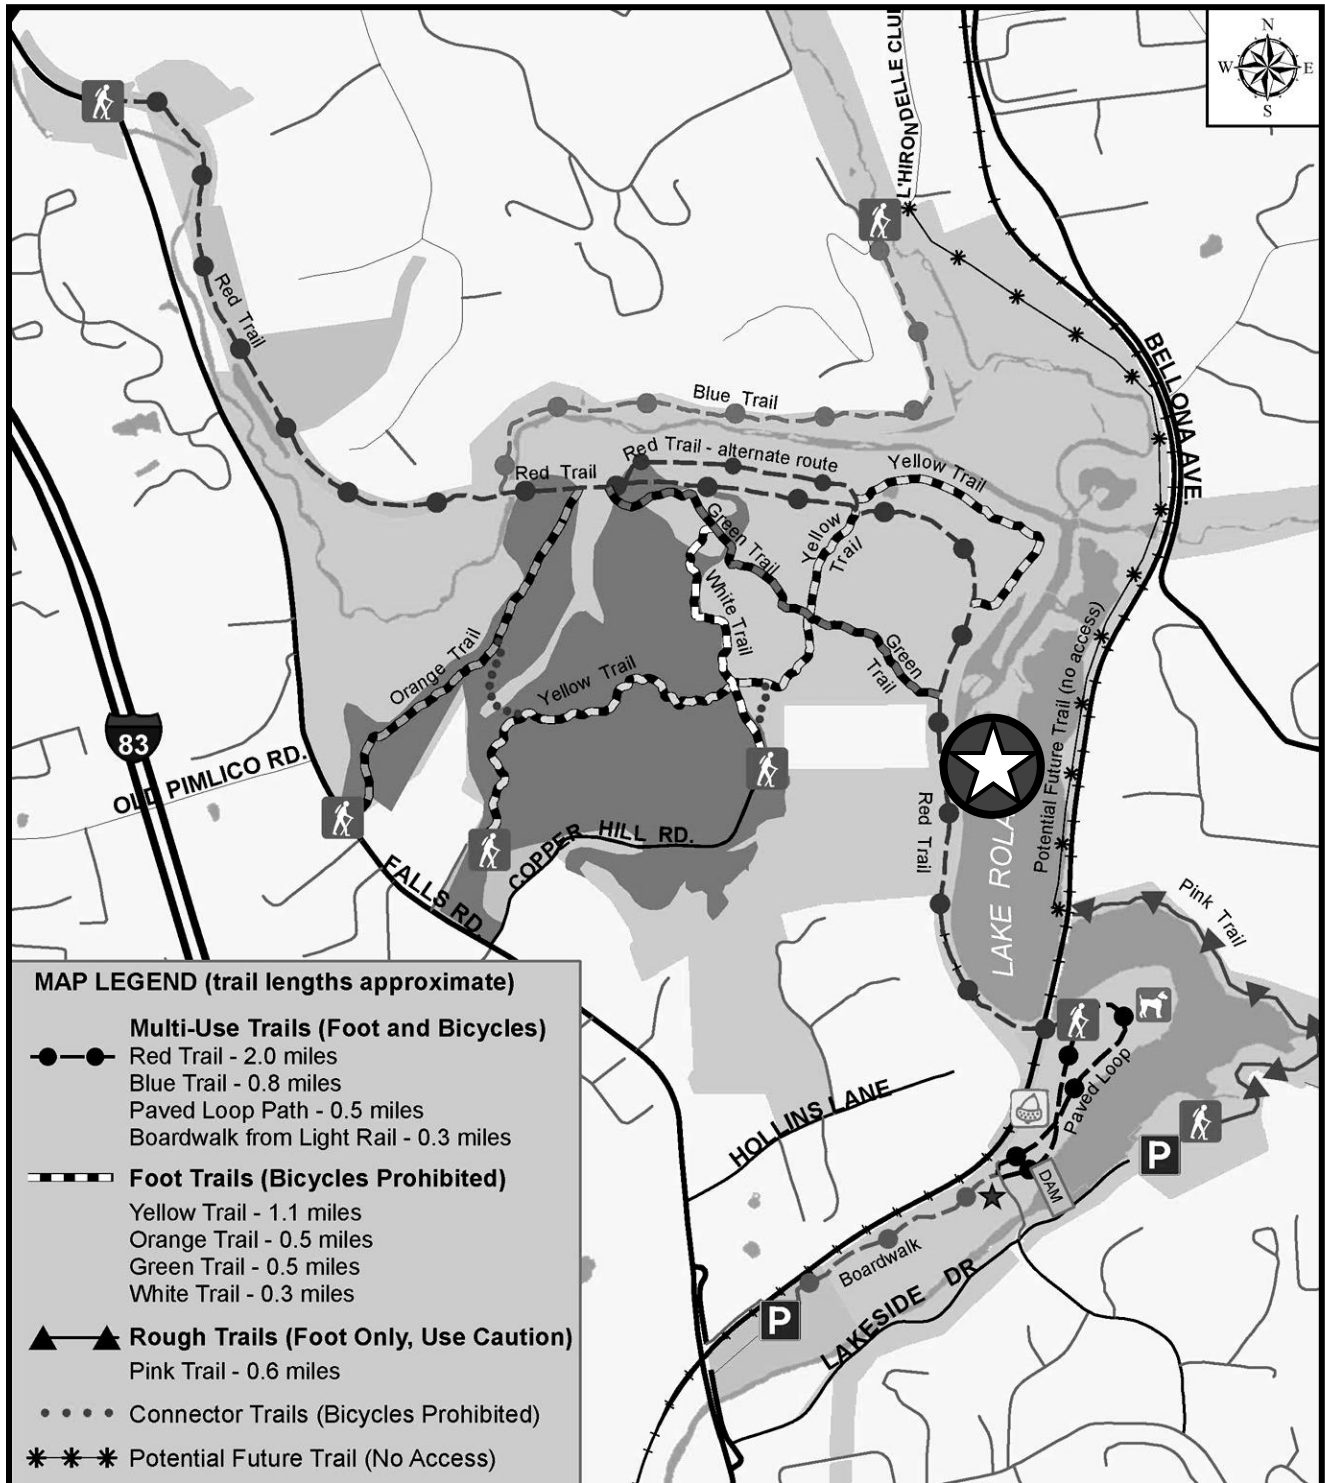 N
W E
S
L'HIRONDELLE CLU
Red Trail
BELLONA AVE.
Blue Trail
Red Trail - alternate route
Red Trail
Yellow Trail
Green Trail
Yellow Trail
White Trail
Orange Trail
Yellow Trail
Green Trail
Potential Future Trail (no access)
83
OLD PIMLICO RD.
Red Trail
LAKE ROLA
COPPER HILL RD.
FALLS RD.
Pink Trail
HOLLINS LANE
Paved Loop
P
DAM
Boardwalk
P
LAKESIDE DR
MAP LEGEND (trail lengths approximate)
Multi-Use Trails (Foot and Bicycles)
Red Trail - 2.0 miles
Blue Trail - 0.8 miles
Paved Loop Path - 0.5 miles
Boardwalk from Light Rail - 0.3 miles
Foot Trails (Bicycles Prohibited)
Yellow Trail - 1.1 miles
Orange Trail - 0.5 miles
Green Trail - 0.5 miles
White Trail - 0.3 miles
Rough Trails (Foot Only, Use Caution)
Pink Trail - 0.6 miles
Connector Trails (Bicycles Prohibited)
Potential Future Trail (No Access)